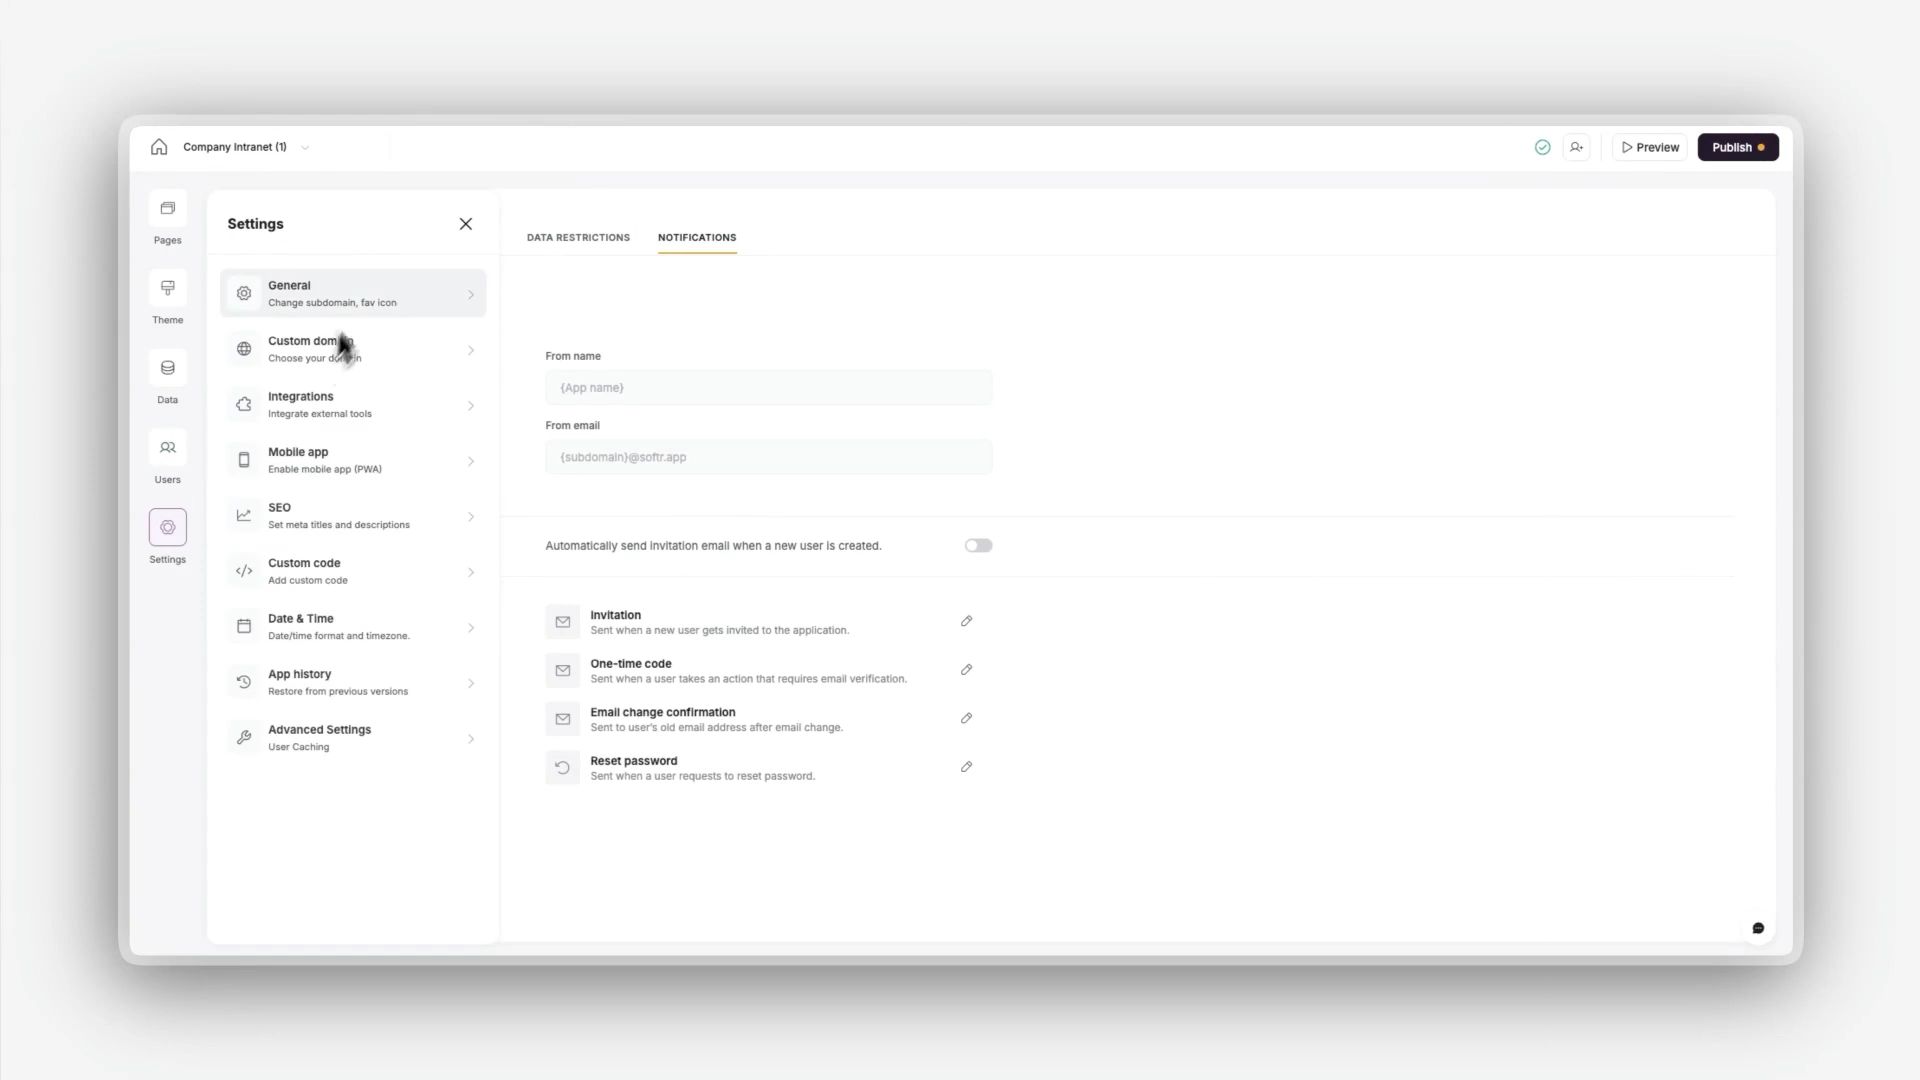 Company Intranet (1)
Preview
Publish
Pages
Theme
Data
Users
Settings
Settings
General
Change subdomain, fav icon
Custom domain
Choose your domain
Integrations
Integrate external tools
Mobile app
Enable mobile app (PWA)
SEO
Set meta titles and descriptions
Custom code
Add custom code
Date & Time
Date/time format and timezone.
App history
Restore from previous versions
Advanced Settings
User Caching
DATA RESTRICTIONS
NOTIFICATIONS
From name
{App name}
From email
{subdomain}@softr.app
Automatically send invitation email when a new user is created.
Invitation
Sent when a new user gets invited to the application.
One-time code
Sent when a user takes an action that requires email verification.
Email change confirmation
Sent to user's old email address after email change.
Reset password
Sent when a user requests to reset password.